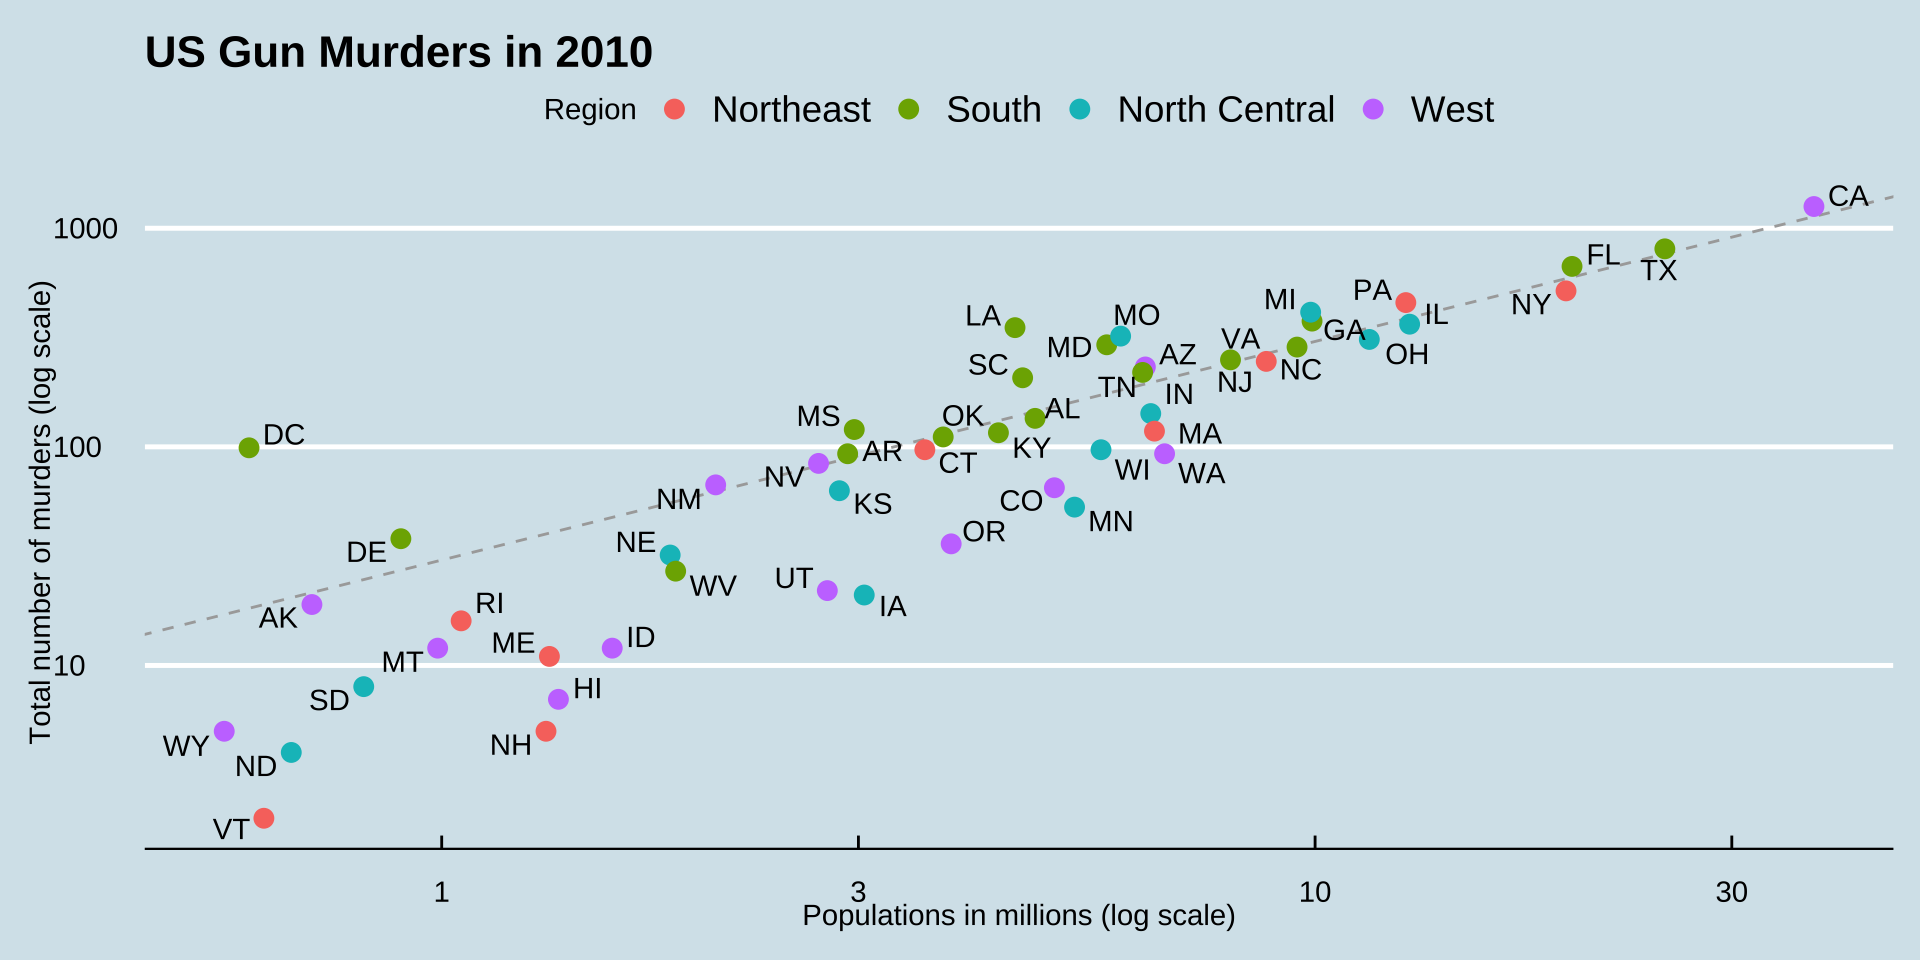 US Gun Murders in 2010
Region Northeast South North Central West
CA
1000
FL
TX
PA
MI
NY
LA
MO
IL
GA
VA
MD
AZ
OH
SC
NC
TN
NJ
IN
MS
OK
AL
DC
MA
100
AR
KY
CT
WI
WA
NV
NM
KS
CO
MN
OR
NE
DE
WV
UT
IA
RI
AK
ME
ID
MT
10
HI
SD
WY
NH
ND
VT
Total number of murders (log scale)
1 3 10 30
Populations in millions (log scale)